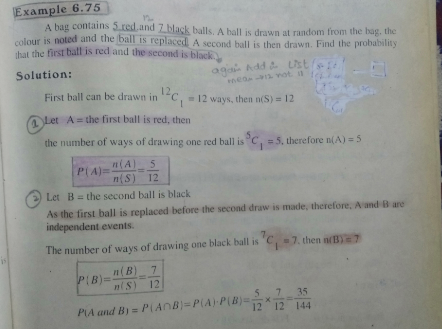 Example 6.75
A bag contains 5 red and 7 black balls. A ball is drawn at random from the bag, the
colour is noted and the ball is replaced. A second ball is then drawn. Find the probability
that the first ball is red and the second is black.
again add in List
Solution:
First ball can be drawn in ¹²C₁ = 12 ways, then n(S) = 12
1 Let A = the first ball is red, then
the number of ways of drawing one red ball is ⁵C₁ = 5, therefore n(A) = 5
P(A) = n(A)/n(S) = 5/12
2 Let B = the second ball is black
As the first ball is replaced before the second draw is made, therefore, A and B are
independent events.
The number of ways of drawing one black ball is ⁷C₁ = 7. then n(B) = 7
P(B) = n(B)/n(S) = 7/12
P(A and B) = P(A∩B) = P(A)·P(B) = 5/12 × 7/12 = 35/144